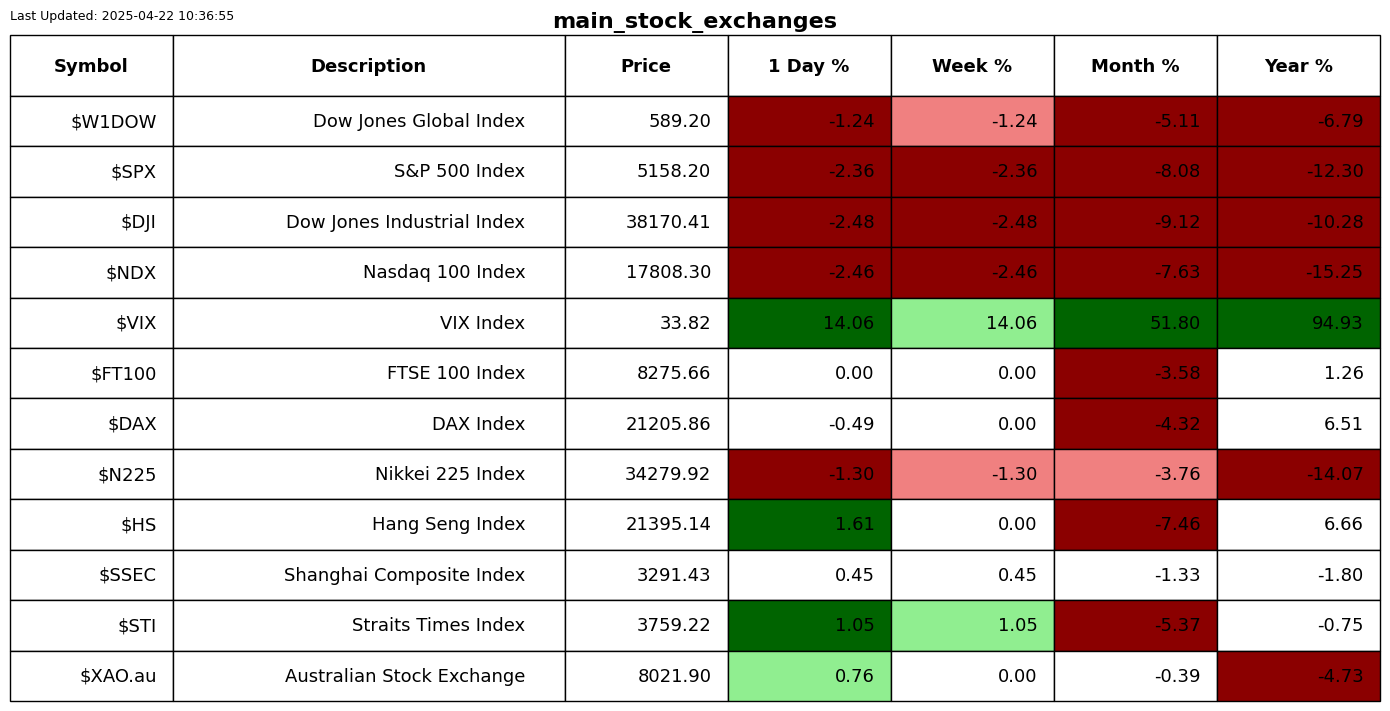 Last Updated: 2025-04-22 10:36:55
main_stock_exchanges
Symbol Description Price 1 Day % Week % Month % Year %
$W1DOW Dow Jones Global Index 589.20 -1.24 -1.24 -5.11 -6.79
$SPX S&P 500 Index 5158.20 -2.36 -2.36 -8.08 -12.30
$DJI Dow Jones Industrial Index 38170.41 -2.48 -2.48 -9.12 -10.28
$NDX Nasdaq 100 Index 17808.30 -2.46 -2.46 -7.63 -15.25
$VIX VIX Index 33.82 14.06 14.06 51.80 94.93
$FT100 FTSE 100 Index 8275.66 0.00 0.00 -3.58 1.26
$DAX DAX Index 21205.86 -0.49 0.00 -4.32 6.51
$N225 Nikkei 225 Index 34279.92 -1.30 -1.30 -3.76 -14.07
$HS Hang Seng Index 21395.14 1.61 0.00 -7.46 6.66
$SSEC Shanghai Composite Index 3291.43 0.45 0.45 -1.33 -1.80
$STI Straits Times Index 3759.22 1.05 1.05 -5.37 -0.75
$XAO.au Australian Stock Exchange 8021.90 0.76 0.00 -0.39 -4.73